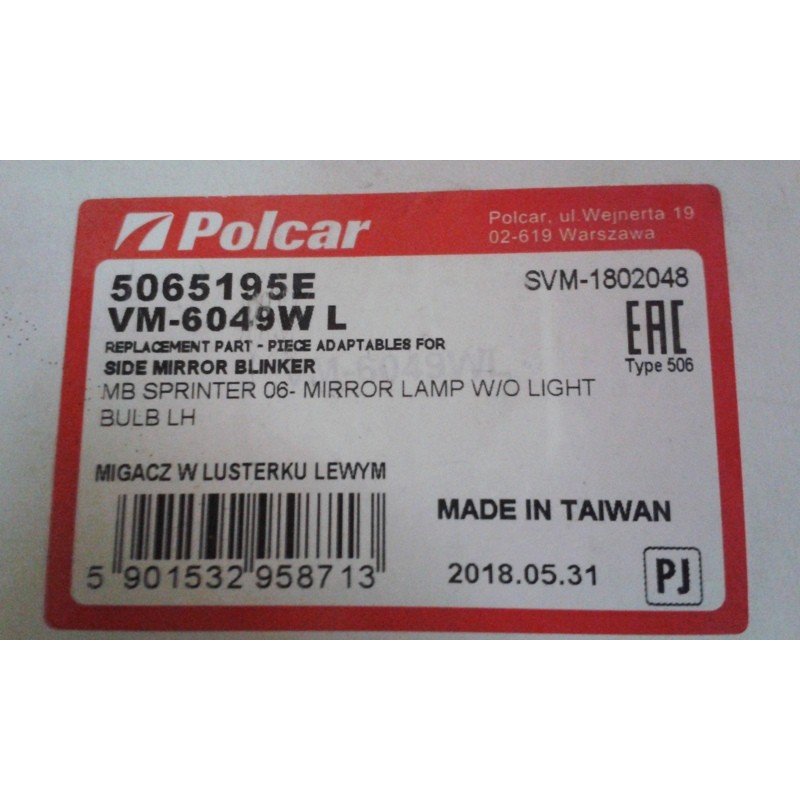 Polcar
Polcar, ul.Wejnerta 19
02-619 Warszawa
5065195E
SVM-1802048
VM-6049W L
EAC
REPLACEMENT PART - PIECE ADAPTABLES FOR
Type 506
SIDE MIRROR BLINKER
MB SPRINTER 06- MIRROR LAMP W/O LIGHT
BULB LH
MIGACZ W LUSTERKU LEWYM
MADE IN TAIWAN
5 901532 958713
2018.05.31
PJ